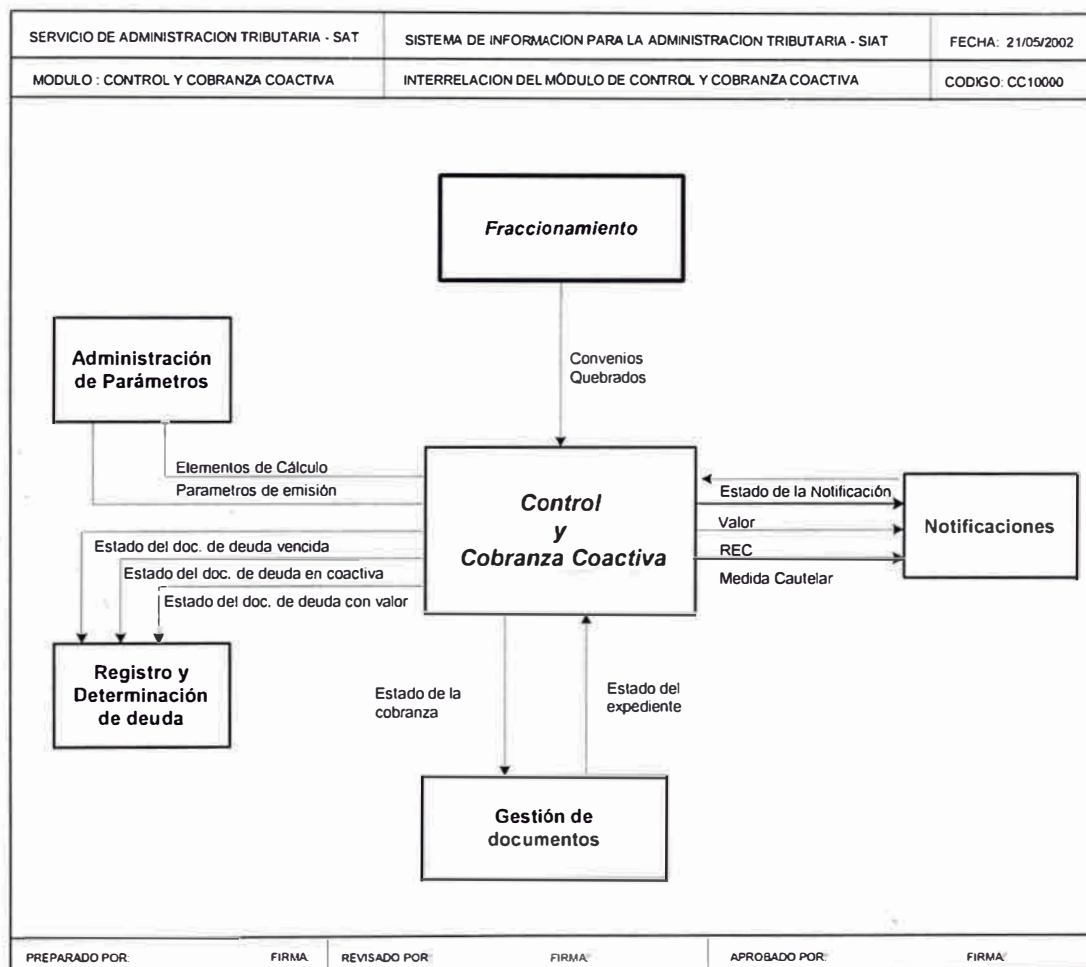 SERVICIO DE ADMINISTRACION TRIBUTARIA - SAT
SISTEMA DE INFORMACION PARA LA ADMINISTRACION TRIBUTARIA - SIAT
FECHA: 21/05/2002
MODULO : CONTROL Y COBRANZA COACTIVA
INTERRELACION DEL MÓDULO DE CONTROL Y COBRANZA COACTIVA
CODIGO: CC10000
Fraccionamiento
Convenios
Quebrados
Administración
de Parámetros
Elementos de Cálculo
Parametros de emisión
Control
y
Cobranza Coactiva
Estado de la Notificación
Valor
REC
Medida Cautelar
Notificaciones
Estado del doc. de deuda vencida
Estado del doc. de deuda en coactiva
Estado del doc. de deuda con valor
Registro y
Determinación
de deuda
Estado de la
cobranza
Estado del
expediente
Gestión de
documentos
PREPARADO POR:
FIRMA:
REVISADO POR:
FIRMA:
APROBADO POR:
FIRMA: